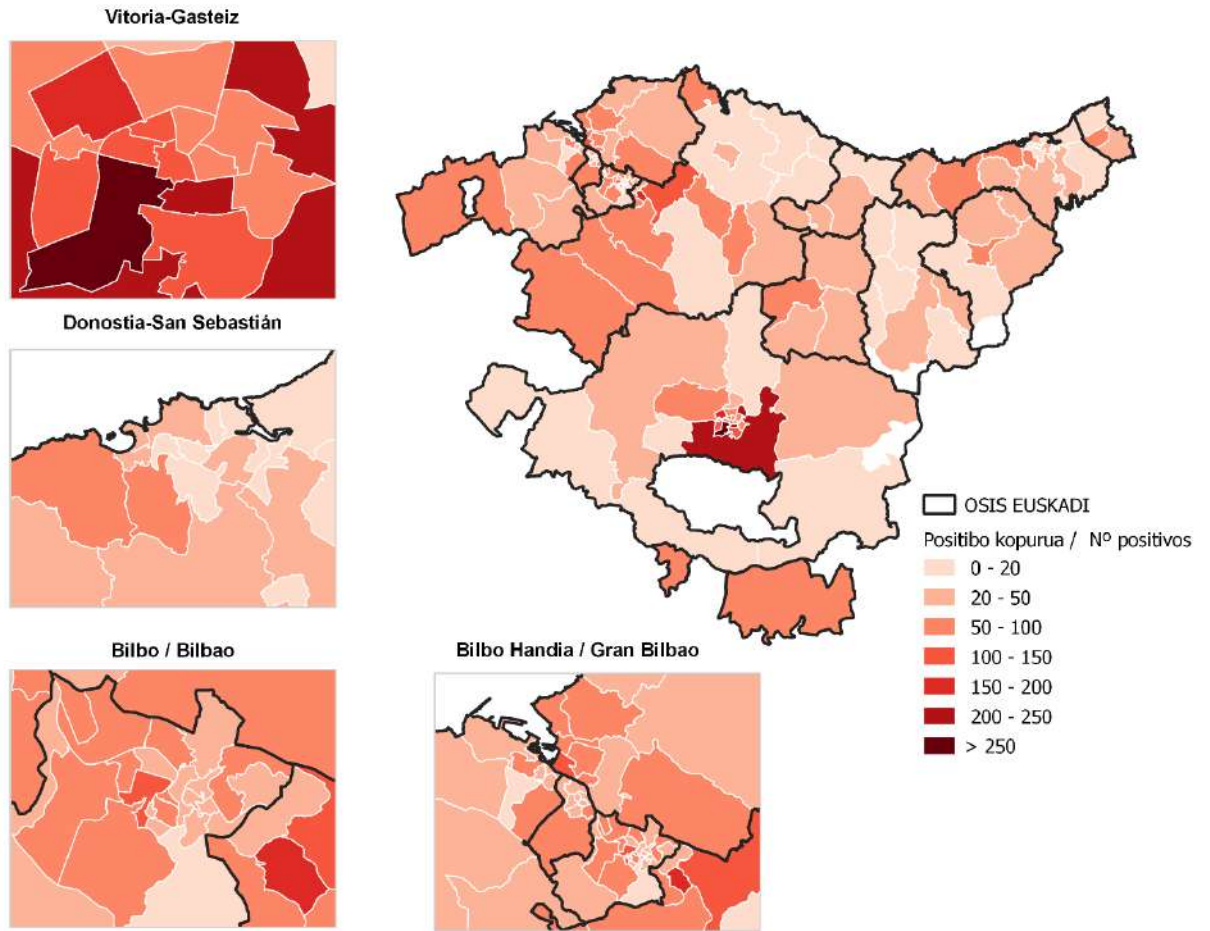 Vitoria-Gasteiz
Donostia-San Sebastián
Bilbo / Bilbao
Bilbo Handia / Gran Bilbao
OSIS EUSKADI
Positibo kopurua / Nº positivos
0 - 20
20 - 50
50 - 100
100 - 150
150 - 200
200 - 250
> 250